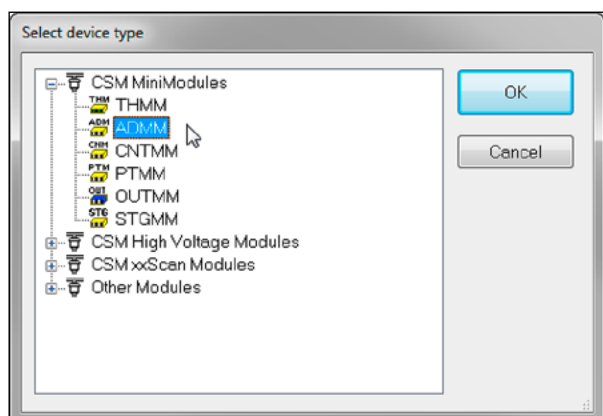 Select device type
CSM MiniModules
THM THMM
ADM ADMM
CNM CNTMM
PTM PTMM
OUT OUTMM
STG STGMM
CSM High Voltage Modules
CSM xxScan Modules
Other Modules
OK
Cancel